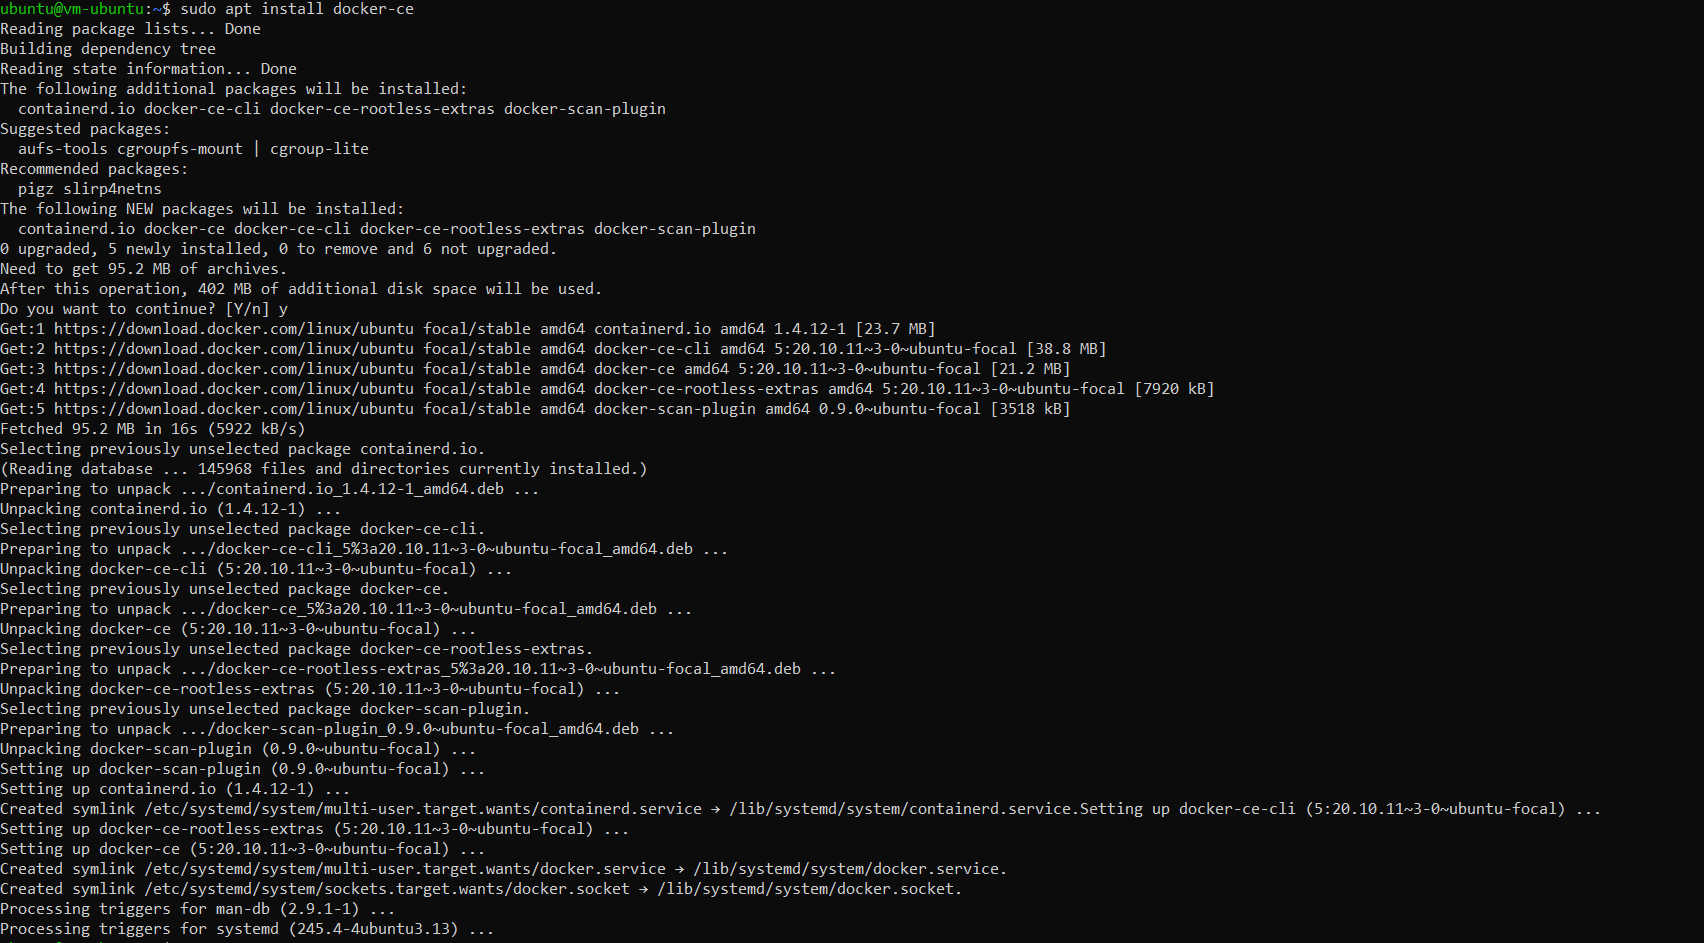 ubuntu@vm-ubuntu:~$ sudo apt install docker-ce
Reading package lists... Done
Building dependency tree
Reading state information... Done
The following additional packages will be installed:
  containerd.io docker-ce-cli docker-ce-rootless-extras docker-scan-plugin
Suggested packages:
  aufs-tools cgroupfs-mount | cgroup-lite
Recommended packages:
  pigz slirp4netns
The following NEW packages will be installed:
  containerd.io docker-ce docker-ce-cli docker-ce-rootless-extras docker-scan-plugin
0 upgraded, 5 newly installed, 0 to remove and 6 not upgraded.
Need to get 95.2 MB of archives.
After this operation, 402 MB of additional disk space will be used.
Do you want to continue? [Y/n] y
Get:1 https://download.docker.com/linux/ubuntu focal/stable amd64 containerd.io amd64 1.4.12-1 [23.7 MB]
Get:2 https://download.docker.com/linux/ubuntu focal/stable amd64 docker-ce-cli amd64 5:20.10.11~3-0~ubuntu-focal [38.8 MB]
Get:3 https://download.docker.com/linux/ubuntu focal/stable amd64 docker-ce amd64 5:20.10.11~3-0~ubuntu-focal [21.2 MB]
Get:4 https://download.docker.com/linux/ubuntu focal/stable amd64 docker-ce-rootless-extras amd64 5:20.10.11~3-0~ubuntu-focal [7920 kB]
Get:5 https://download.docker.com/linux/ubuntu focal/stable amd64 docker-scan-plugin amd64 0.9.0~ubuntu-focal [3518 kB]
Fetched 95.2 MB in 16s (5922 kB/s)
Selecting previously unselected package containerd.io.
(Reading database ... 145968 files and directories currently installed.)
Preparing to unpack .../containerd.io_1.4.12-1_amd64.deb ...
Unpacking containerd.io (1.4.12-1) ...
Selecting previously unselected package docker-ce-cli.
Preparing to unpack .../docker-ce-cli_5%3a20.10.11~3-0~ubuntu-focal_amd64.deb ...
Unpacking docker-ce-cli (5:20.10.11~3-0~ubuntu-focal) ...
Selecting previously unselected package docker-ce.
Preparing to unpack .../docker-ce_5%3a20.10.11~3-0~ubuntu-focal_amd64.deb ...
Unpacking docker-ce (5:20.10.11~3-0~ubuntu-focal) ...
Selecting previously unselected package docker-ce-rootless-extras.
Preparing to unpack .../docker-ce-rootless-extras_5%3a20.10.11~3-0~ubuntu-focal_amd64.deb ...
Unpacking docker-ce-rootless-extras (5:20.10.11~3-0~ubuntu-focal) ...
Selecting previously unselected package docker-scan-plugin.
Preparing to unpack .../docker-scan-plugin_0.9.0~ubuntu-focal_amd64.deb ...
Unpacking docker-scan-plugin (0.9.0~ubuntu-focal) ...
Setting up docker-scan-plugin (0.9.0~ubuntu-focal) ...
Setting up containerd.io (1.4.12-1) ...
Created symlink /etc/systemd/system/multi-user.target.wants/containerd.service → /lib/systemd/system/containerd.service.Setting up docker-ce-cli (5:20.10.11~3-0~ubuntu-focal) ...
Setting up docker-ce-rootless-extras (5:20.10.11~3-0~ubuntu-focal) ...
Setting up docker-ce (5:20.10.11~3-0~ubuntu-focal) ...
Created symlink /etc/systemd/system/multi-user.target.wants/docker.service → /lib/systemd/system/docker.service.
Created symlink /etc/systemd/system/sockets.target.wants/docker.socket → /lib/systemd/system/docker.socket.
Processing triggers for man-db (2.9.1-1) ...
Processing triggers for systemd (245.4-4ubuntu3.13) ...